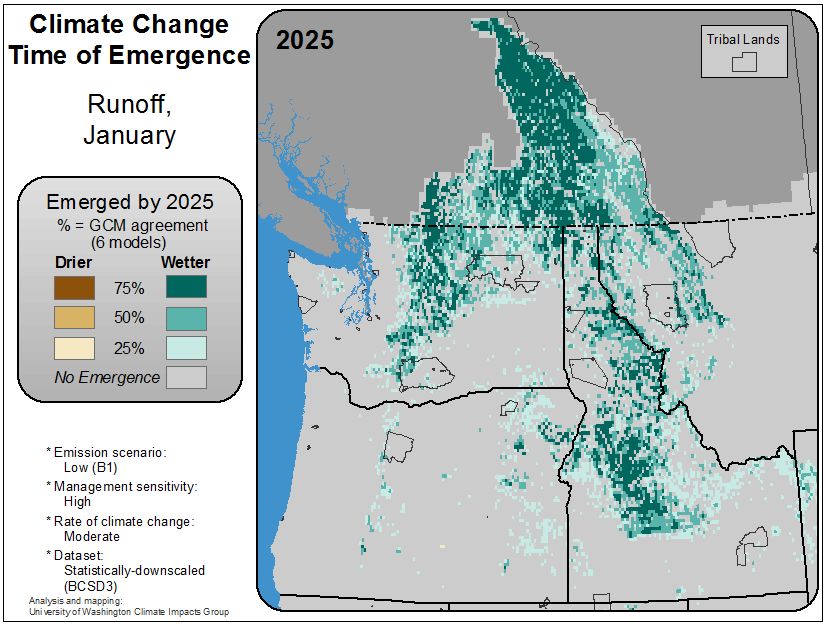 Climate Change
Time of Emergence
Runoff,
January
Emerged by 2025
% = GCM agreement
(6 models)
Drier
Wetter
75%
50%
25%
No Emergence
* Emission scenario:
Low (B1)
* Management sensitivity:
High
* Rate of climate change:
Moderate
* Dataset:
Statistically-downscaled
(BCSD3)
Analysis and mapping:
University of Washington Climate Impacts Group
2025
Tribal Lands